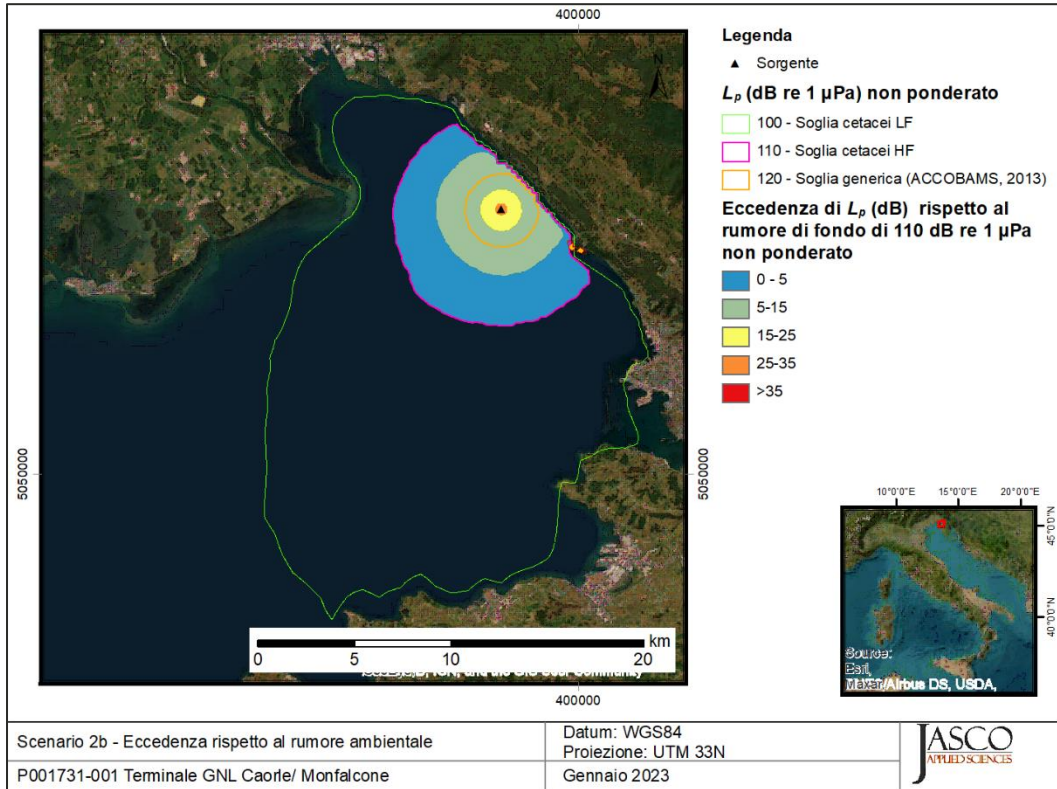 400000
5050000
5050000
400000
N
km
0 5 10 20
Legenda
Sorgente
Lp (dB re 1 µPa) non ponderato
100 - Soglia cetacei LF
110 - Soglia cetacei HF
120 - Soglia generica (ACCOBAMS, 2013)
Eccedenza di Lp (dB) rispetto al
rumore di fondo di 110 dB re 1 µPa
non ponderato
0 - 5
5-15
15-25
25-35
>35
10°0'0"E 15°0'0"E 20°0'0"E
45°0'0"N
40°0'0"N
Source:
Esri,
Airbus DS, USDA,
Scenario 2b - Eccedenza rispetto al rumore ambientale
P001731-001 Terminale GNL Caorle/ Monfalcone
Datum: WGS84
Proiezione: UTM 33N
Gennaio 2023
JASCO
APPLIED SCIENCES